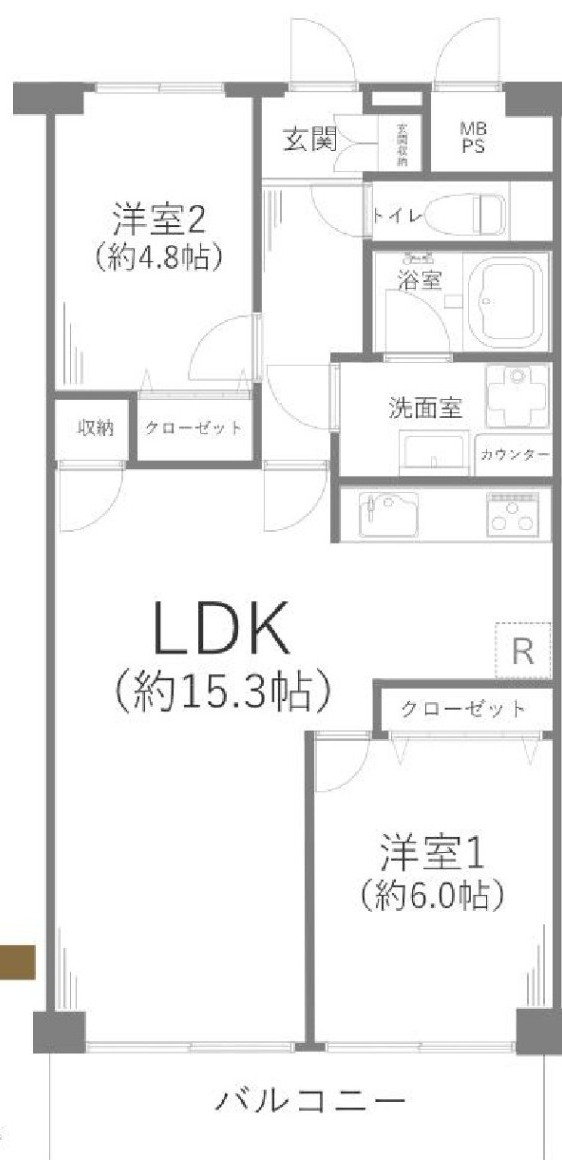 玄関
玄関収納
MB
PS
洋室2
(約4.8帖)
トイレ
浴室
洗面室
収納
クローゼット
カウンター
LDK
(約15.3帖)
R
クローゼット
洋室1
(約6.0帖)
バルコニー